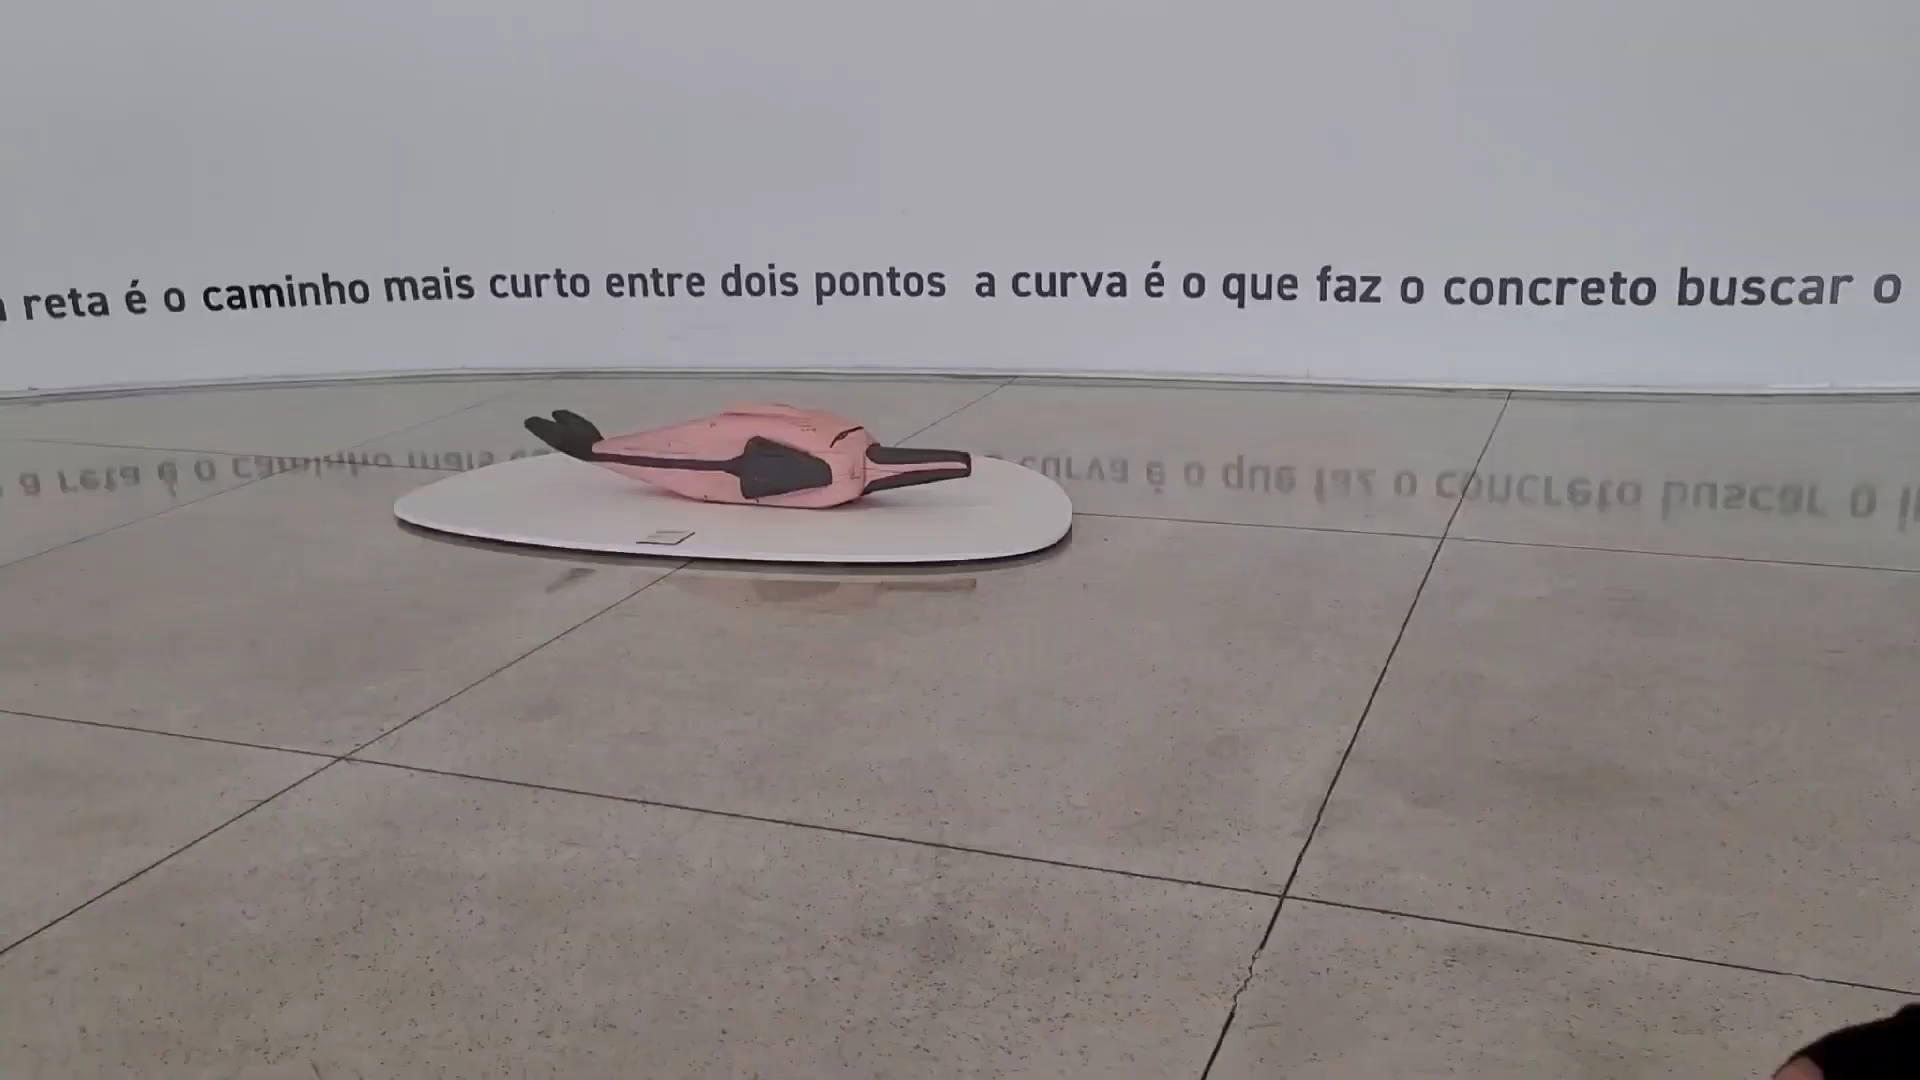 reta é o caminho mais curto entre dois pontos a curva é o que faz o concreto buscar o